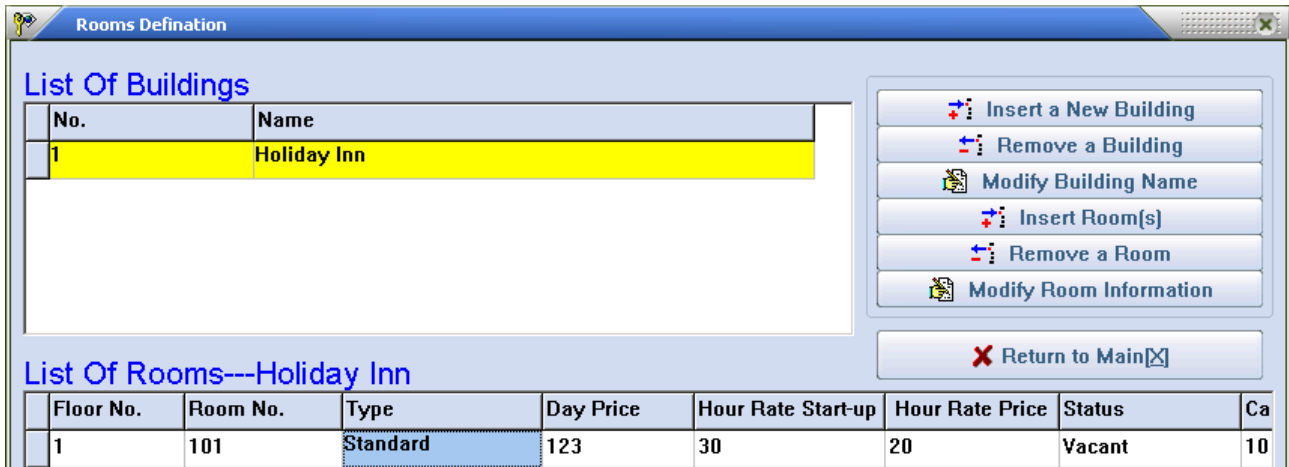 Rooms Defination
List Of Buildings
No. Name
1 Holiday Inn
Insert a New Building
Remove a Building
Modify Building Name
Insert Room(s)
Remove a Room
Modify Room Information
Return to Main[X]
List Of Rooms---Holiday Inn
Floor No. Room No. Type Day Price Hour Rate Start-up Hour Rate Price Status Ca
1 101 Standard 123 30 20 Vacant 10